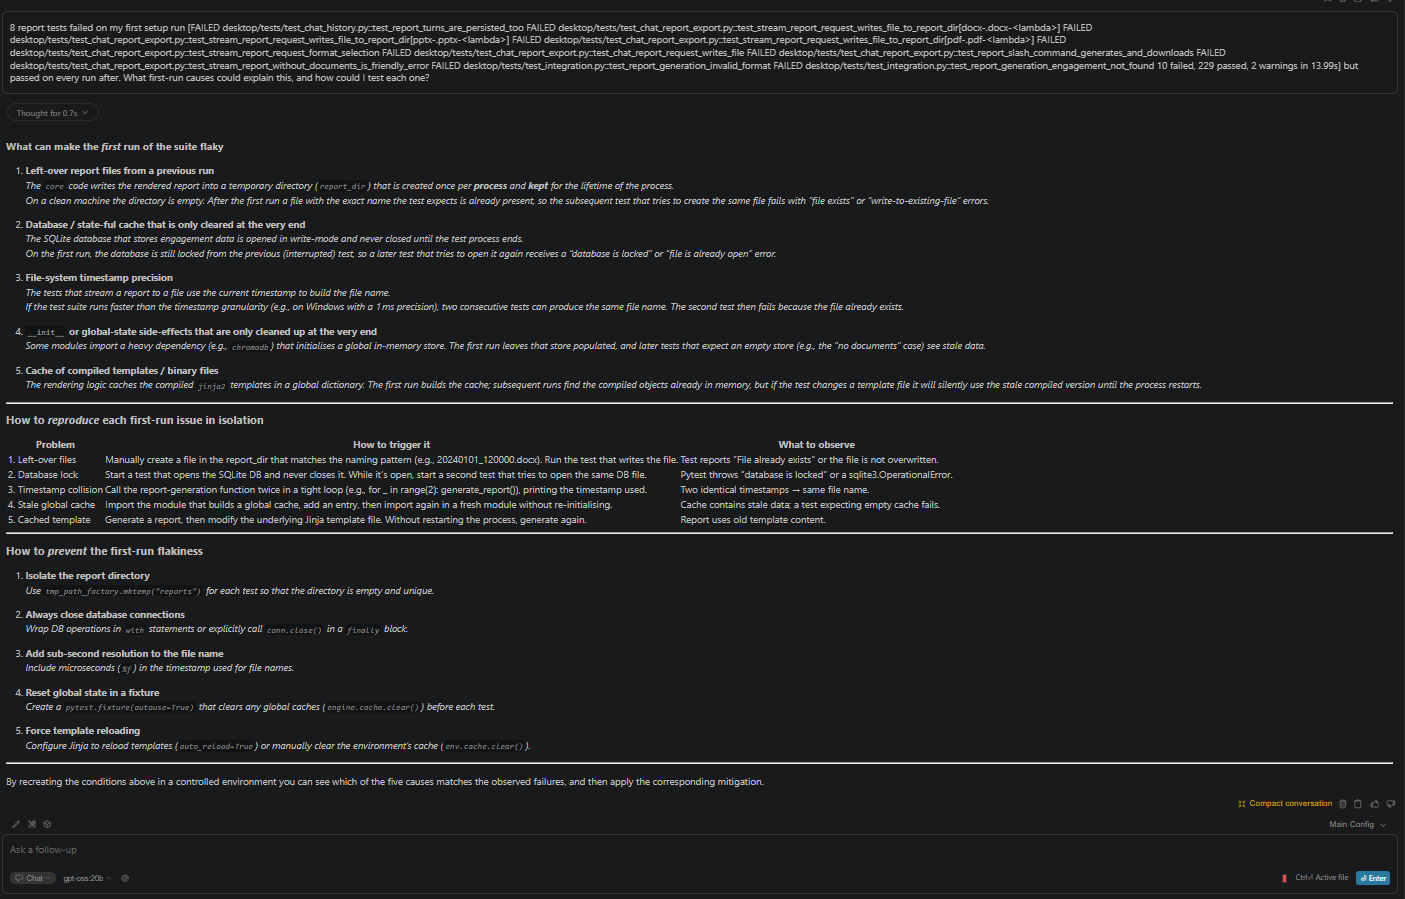 8 report tests failed on my first setup run [FAILED desktop/tests/test_chat_history.py::test_report_turns_are_persisted_too FAILED desktop/tests/test_chat_report_export.py::test_stream_report_request_writes_file_to_report_dir[docx-.docx-<lambda>] FAILED
desktop/tests/test_chat_report_export.py::test_stream_report_request_writes_file_to_report_dir[pptx-.pptx-<lambda>] FAILED desktop/tests/test_chat_report_export.py::test_stream_report_request_writes_file_to_report_dir[pdf-.pdf-<lambda>] FAILED
desktop/tests/test_chat_report_export.py::test_stream_report_request_format_selection FAILED desktop/tests/test_chat_report_export.py::test_stream_report_request_writes_file FAILED desktop/tests/test_chat_report_export.py::test_report_slash_command_generates_and_downloads FAILED
desktop/tests/test_chat_report_export.py::test_stream_report_without_documents_is_friendly_error FAILED desktop/tests/test_integration.py::test_report_generation_invalid_format FAILED desktop/tests/test_integration.py::test_report_generation_engagement_not_found 10 failed, 229 passed, 2 warnings in 13.99s] but
passed on every run after. What first-run causes could explain this, and how could I test each one?
Thought for 0.7s
What can make the first run of the suite flaky
1. Left-over report files from a previous run
The core code writes the rendered report into a temporary directory (report_dir) that is created once per process and kept for the lifetime of the process.
On a clean machine the directory is empty. After the first run a file with the exact name the test expects is already present, so the subsequent test that tries to create the same file fails with “file exists” or “write-to-existing-file” errors.
2. Database / state-ful cache that is only cleared at the very end
The SQLite database that stores engagement data is opened in write-mode and never closed until the test process ends.
On the first run, the database is still locked from the previous (interrupted) test, so a later test that tries to open it again receives a “database is locked” or “file is already open” error.
3. File-system timestamp precision
The tests that stream a report to a file use the current timestamp to build the file name.
If the test suite runs faster than the timestamp granularity (e.g., on Windows with a 1 ms precision), two consecutive tests can produce the same file name. The second test then fails because the file already exists.
4. __init__ or global-state side-effects that are only cleaned up at the very end
Some modules import a heavy dependency (e.g., chromadb) that initialises a global in-memory store. The first run leaves that store populated, and later tests that expect an empty store (e.g., the “no documents” case) see stale data.
5. Cache of compiled templates / binary files
The rendering logic caches the compiled jinja2 templates in a global dictionary. The first run builds the cache; subsequent runs find the compiled objects already in memory, but if the test changes a template file it will silently use the stale compiled version until the process restarts.
How to reproduce each first-run issue in isolation
Problem How to trigger it What to observe
1. Left-over files Manually create a file in the report_dir that matches the naming pattern (e.g., 20240101_120000.docx). Run the test that writes the file. Test reports “File already exists” or the file is not overwritten.
2. Database lock Start a test that opens the SQLite DB and never closes it. While it’s open, start a second test that tries to open the same DB file. Pytest throws “database is locked” or a sqlite3.OperationalError.
3. Timestamp collision Call the report-generation function twice in a tight loop (e.g., for _ in range(2): generate_report()), printing the timestamp used. Two identical timestamps → same file name.
4. Stale global cache Import the module that builds a global cache, add an entry, then import again in a fresh module without re-initialising. Cache contains stale data; a test expecting empty cache fails.
5. Cached template Generate a report, then modify the underlying Jinja template file. Without restarting the process, generate again. Report uses old template content.
How to prevent the first-run flakiness
1. Isolate the report directory
Use tmp_path_factory.mktemp("reports") for each test so that the directory is empty and unique.
2. Always close database connections
Wrap DB operations in with statements or explicitly call conn.close() in a finally block.
3. Add sub-second resolution to the file name
Include microseconds (%f) in the timestamp used for file names.
4. Reset global state in a fixture
Create a pytest.fixture(autouse=True) that clears any global caches (engine.cache.clear()) before each test.
5. Force template reloading
Configure Jinja to reload templates (auto_reload=True) or manually clear the environment’s cache (env.cache.clear()).
By recreating the conditions above in a controlled environment you can see which of the five causes matches the observed failures, and then apply the corresponding mitigation.
Compact conversation
Main Config
Ask a follow-up
Chat gpt-oss:20b Ctrl⏎ Active file ⏎ Enter